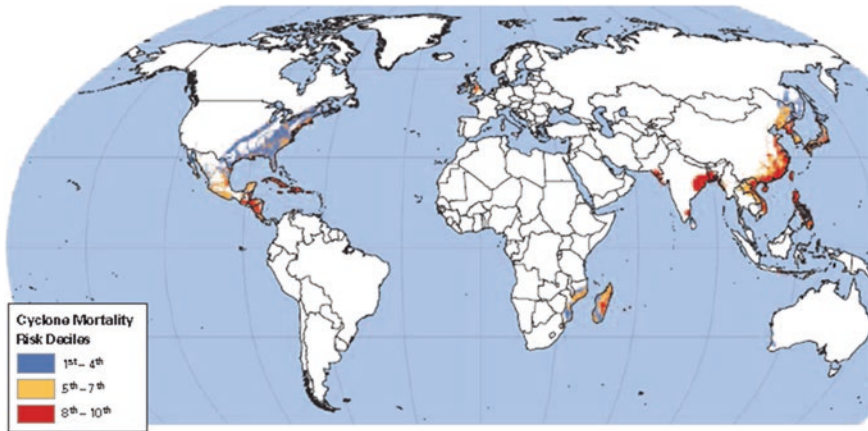 Cyclone Mortality
Risk Deciles
1st – 4th
5th – 7th
8th – 10th